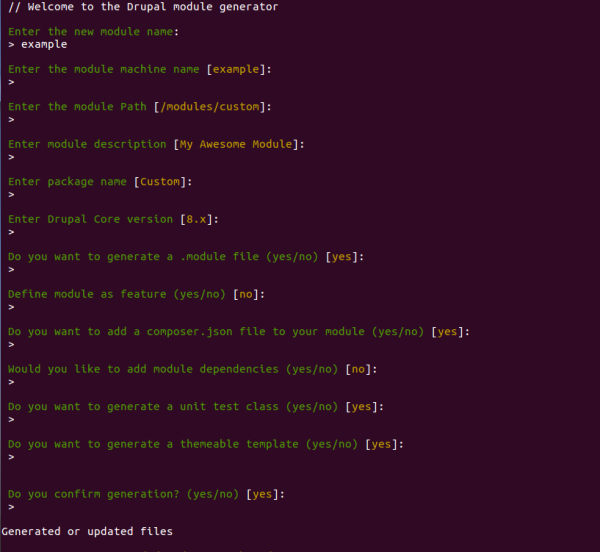 // Welcome to the Drupal module generator
Enter the new module name:
> example
Enter the module machine name [example]:
>
Enter the module Path [/modules/custom]:
>
Enter module description [My Awesome Module]:
>
Enter package name [Custom]:
>
Enter Drupal Core version [8.x]:
>
Do you want to generate a .module file (yes/no) [yes]:
>
Define module as feature (yes/no) [no]:
>
Do you want to add a composer.json file to your module (yes/no) [yes]:
>
Would you like to add module dependencies (yes/no) [no]:
>
Do you want to generate a unit test class (yes/no) [yes]:
>
Do you want to generate a themeable template (yes/no) [yes]:
>
Do you confirm generation? (yes/no) [yes]:
>
Generated or updated files